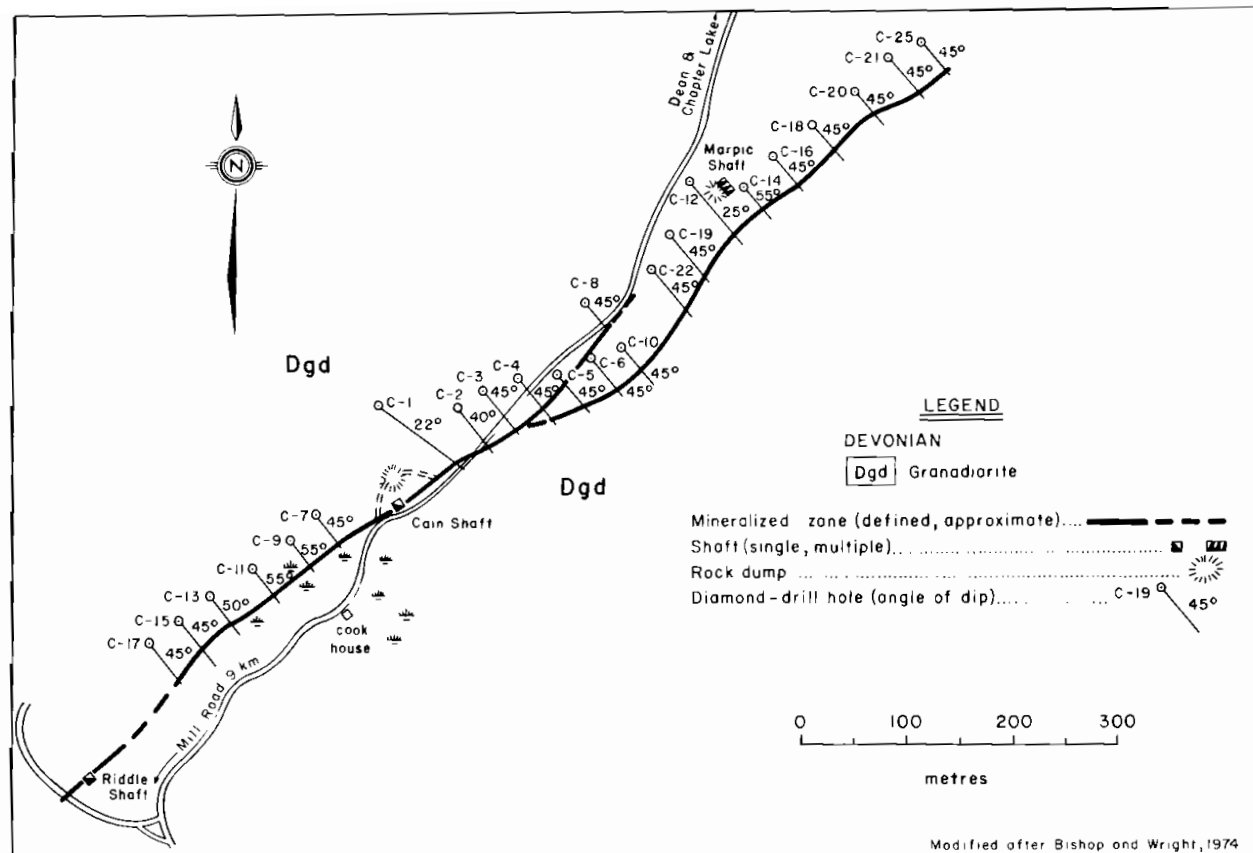 Dean &
Chapter Lake
C-25
45°
C-21
45°
C-20
45°
C-18
45°
C-16
45°
Marpic
Shaft
C-14
55°
C-12
25°
C-19
45°
C-22
45°
C-8
45°
C-10
45°
C-6
45°
C-5
45°
C-4
45°
C-3
45°
C-2
40°
C-1
22°
N
Dgd
Dgd
Cain Shaft
C-7
45°
C-9
55°
C-11
55°
C-13
50°
C-15
45°
C-17
45°
cook
house
Mill Road 9 km
Riddle
Shaft
LEGEND
DEVONIAN
Dgd Granadiorite
Mineralized zone (defined, approximate)....
Shaft (single, multiple)................................................
Rock dump ................................................
Diamond-drill hole (angle of dip)..... ... C-19 45°
0 100 200 300
metres
Modified after Bishop and Wright, 1974